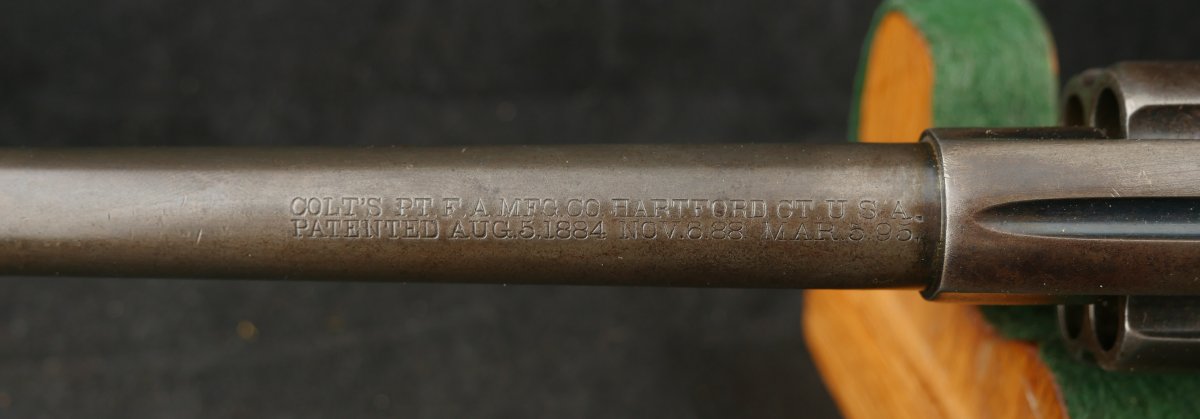 COLT'S PT. F. A. MFG. CO. HARTFORD CT. U.S.A.
PATENTED AUG.5.1884 NOV.6.88 MAR.5.95.